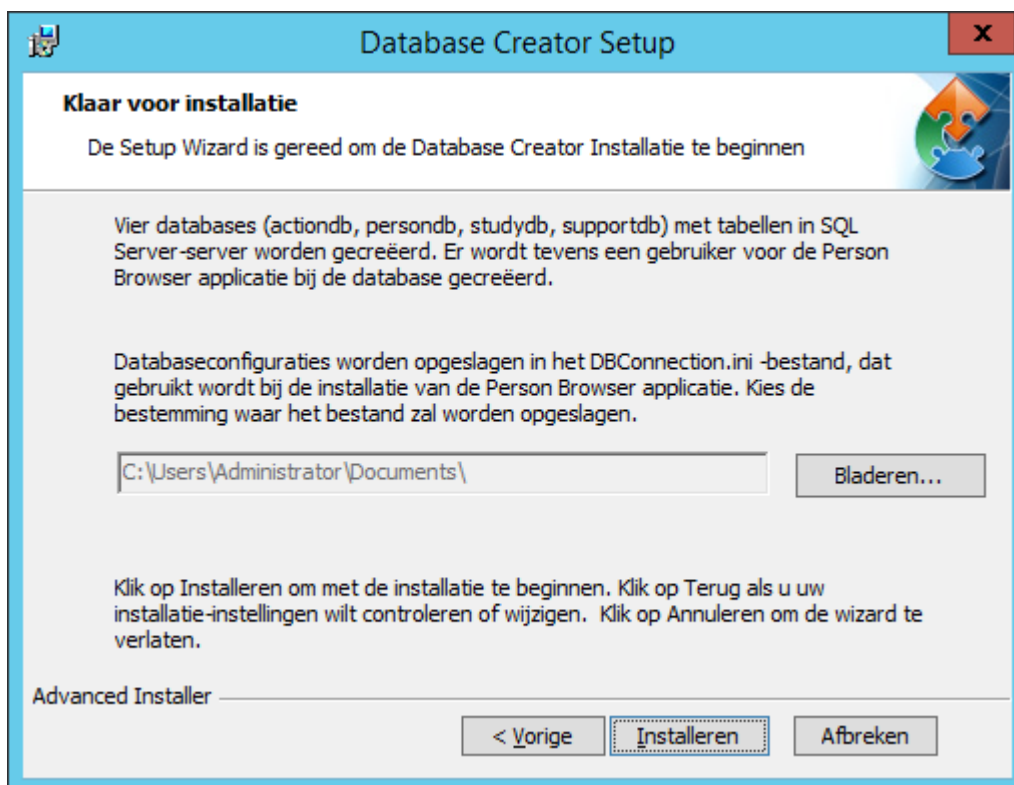 Database Creator Setup
x
Klaar voor installatie
De Setup Wizard is gereed om de Database Creator Installatie te beginnen
Vier databases (actiondb, persondb, studydb, supportdb) met tabellen in SQL
Server-server worden gecreëerd. Er wordt tevens een gebruiker voor de Person
Browser applicatie bij de database gecreëerd.
Databaseconfiguraties worden opgeslagen in het DBConnection.ini -bestand, dat
gebruikt wordt bij de installatie van de Person Browser applicatie. Kies de
bestemming waar het bestand zal worden opgeslagen.
C:\Users\Administrator\Documents\
Bladeren...
Klik op Installeren om met de installatie te beginnen. Klik op Terug als u uw
installatie-instellingen wilt controleren of wijzigen.  Klik op Annuleren om de wizard te
verlaten.
Advanced Installer
< Vorige
Installeren
Afbreken